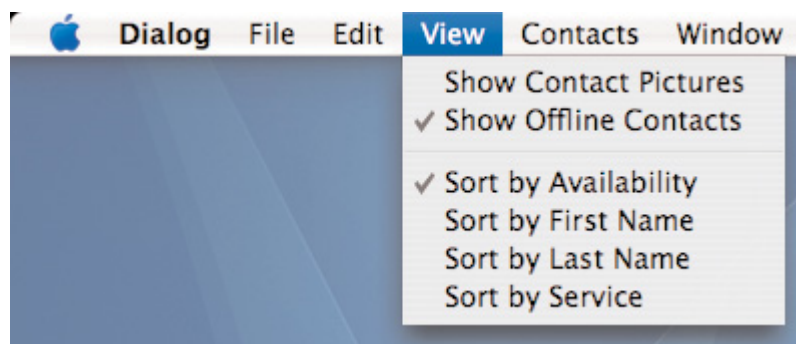 Dialog File Edit View Contacts Window
Show Contact Pictures
Show Offline Contacts
Sort by Availability
Sort by First Name
Sort by Last Name
Sort by Service